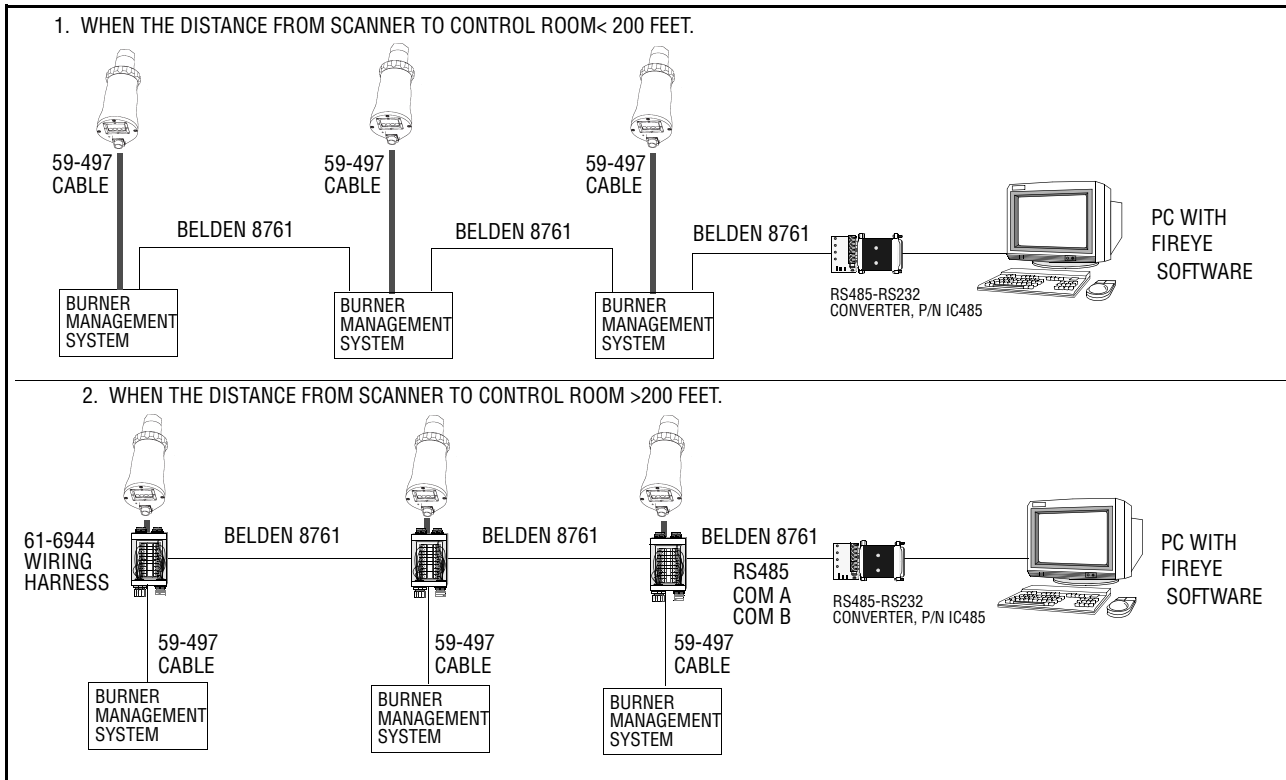 1. WHEN THE DISTANCE FROM SCANNER TO CONTROL ROOM< 200 FEET.
59-497
CABLE
59-497
CABLE
59-497
CABLE
BELDEN 8761
BELDEN 8761
BELDEN 8761
PC WITH
FIREYE
SOFTWARE
RS485-RS232
CONVERTER, P/N IC485
BURNER
MANAGEMENT
SYSTEM
BURNER
MANAGEMENT
SYSTEM
BURNER
MANAGEMENT
SYSTEM
2. WHEN THE DISTANCE FROM SCANNER TO CONTROL ROOM >200 FEET.
61-6944
WIRING
HARNESS
BELDEN 8761
BELDEN 8761
BELDEN 8761
RS485
COM A
COM B
RS485-RS232
CONVERTER, P/N IC485
PC WITH
FIREYE
SOFTWARE
59-497
CABLE
59-497
CABLE
59-497
CABLE
BURNER
MANAGEMENT
SYSTEM
BURNER
MANAGEMENT
SYSTEM
BURNER
MANAGEMENT
SYSTEM